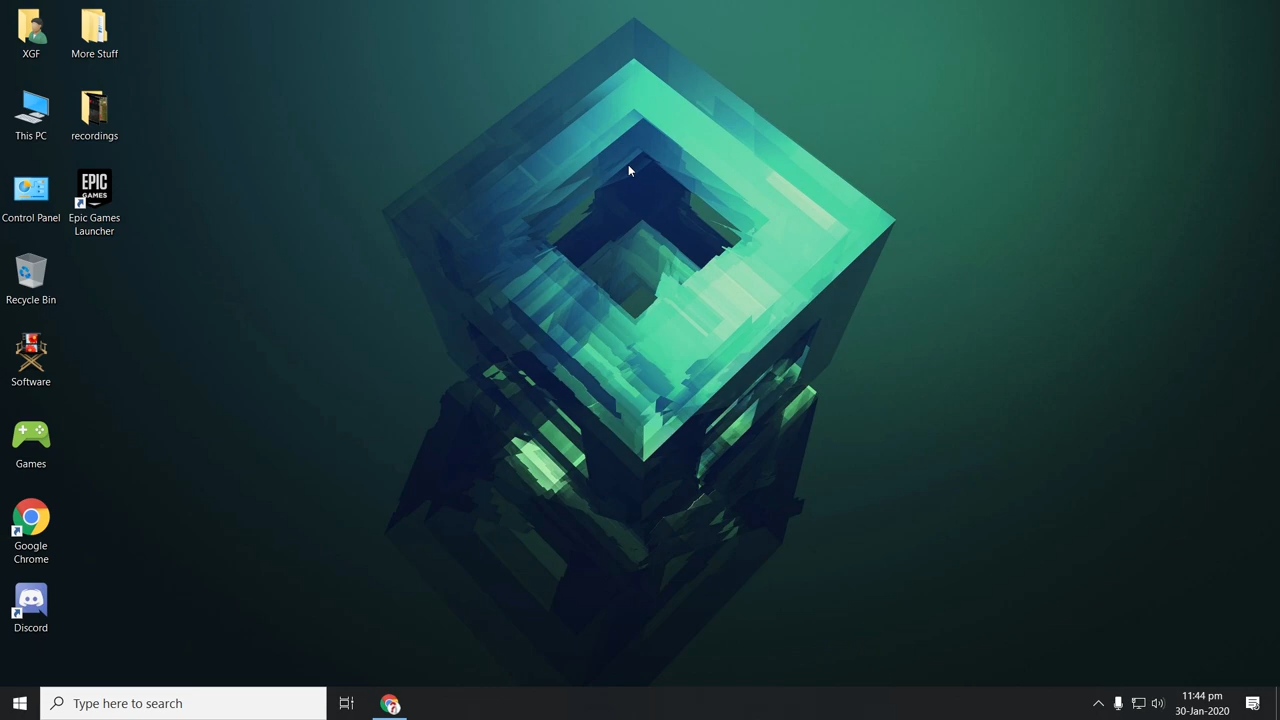 XGF
More Stuff
This PC
recordings
Control Panel
EPIC
GAMES
Epic Games
Launcher
Recycle Bin
Software
Games
Google
Chrome
Discord
Type here to search
11:44 pm
30-Jan-2020